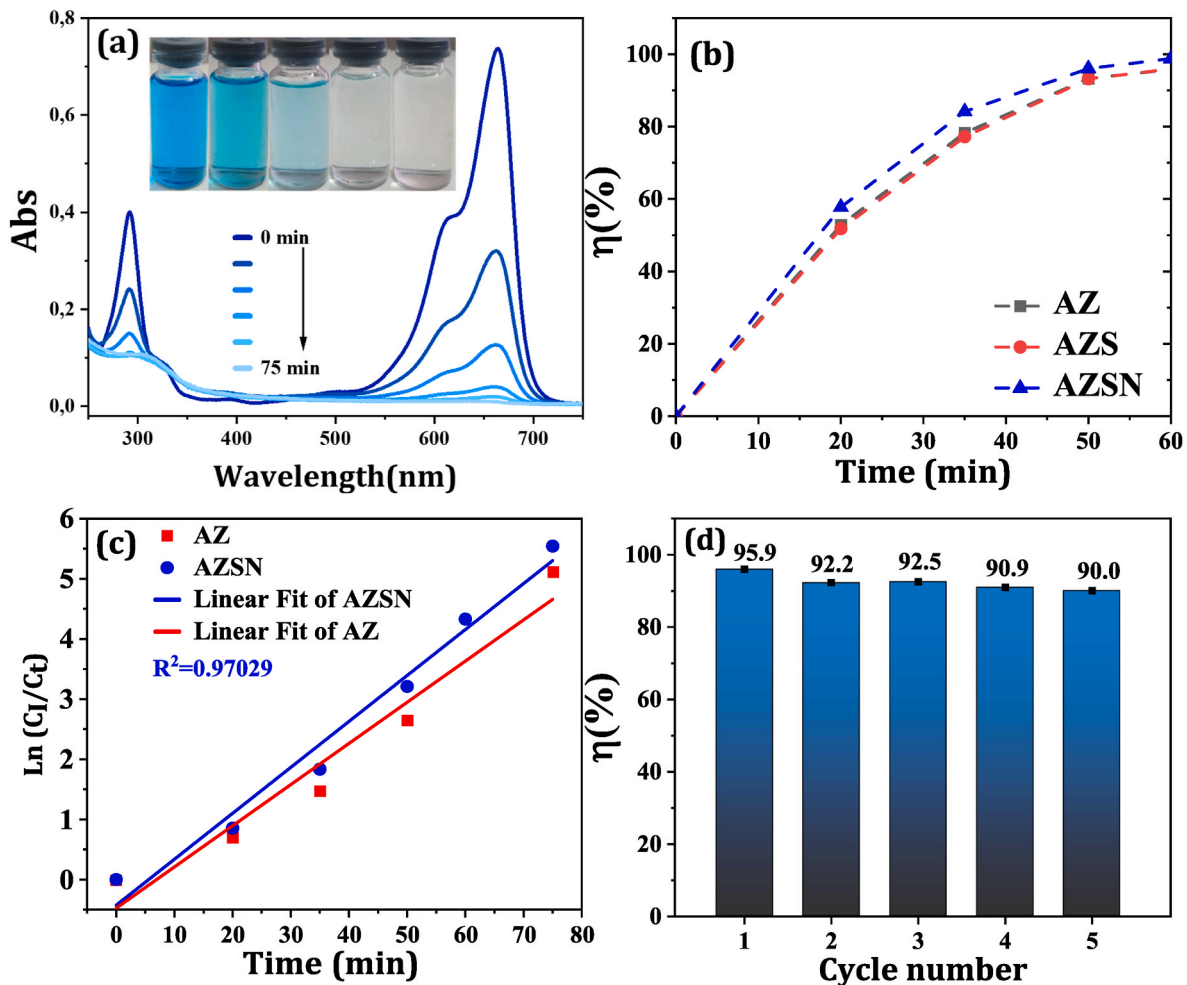 (a)
0,8
0,6
0,4
0,2
0,0
Abs
0 min
75 min
300 400 500 600 700
Wavelength(nm)
(b)
100
80
60
40
20
0
η(%)
AZ
AZS
AZSN
0 10 20 30 40 50 60
Time (min)
(c)
6
5
4
3
2
1
0
Ln (C_I/C_t)
AZ
AZSN
Linear Fit of AZSN
Linear Fit of AZ
R²=0.97029
0 10 20 30 40 50 60 70 80
Time (min)
(d)
100
80
60
40
20
0
η(%)
95.9 92.2 92.5 90.9 90.0
1 2 3 4 5
Cycle number